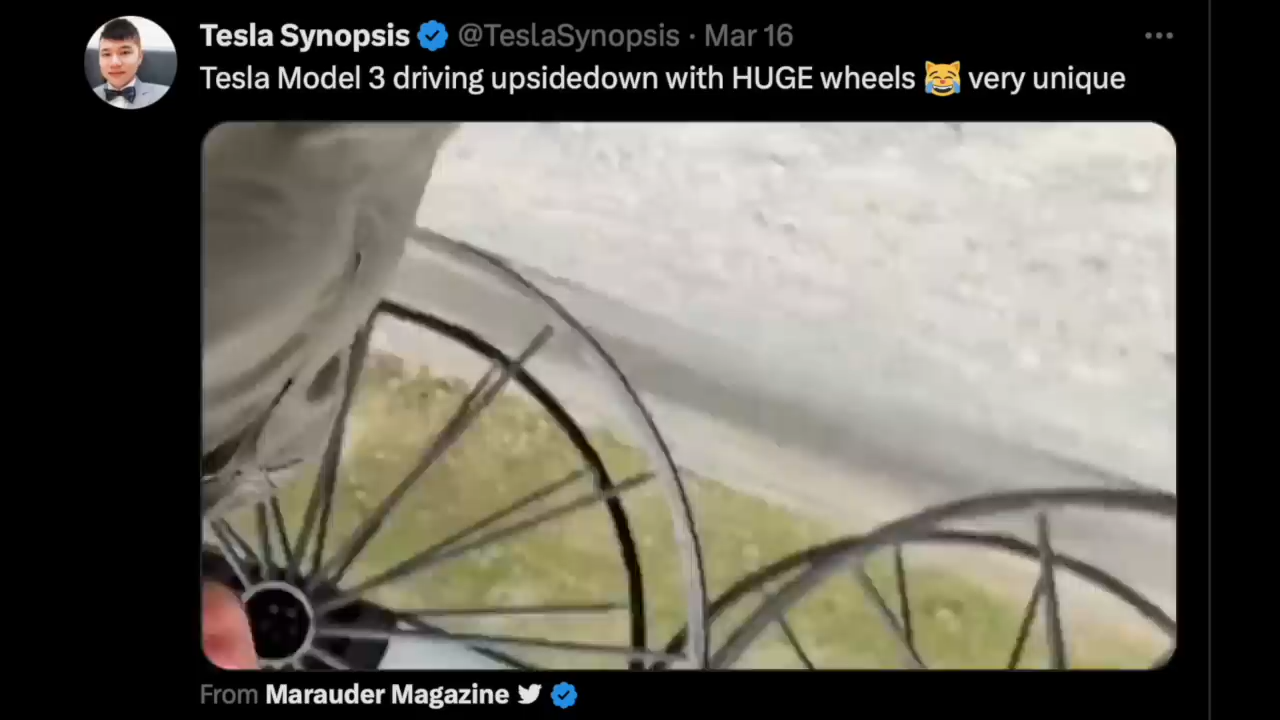 Tesla Synopsis @TeslaSynopsis · Mar 16
Tesla Model 3 driving upsidedown with HUGE wheels 😹 very unique
From Marauder Magazine